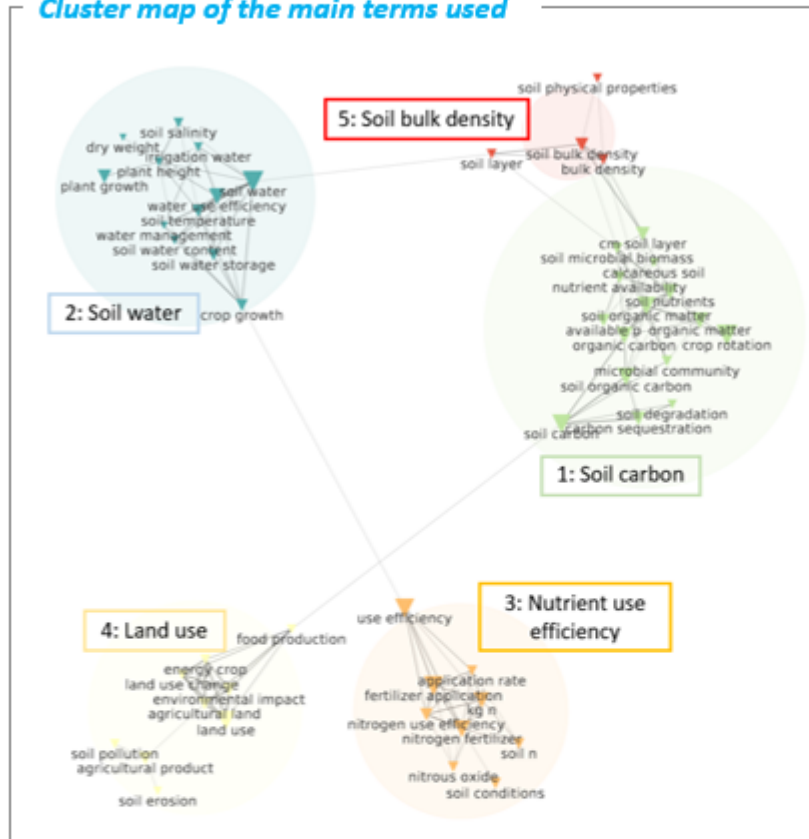 Cluster map of the main terms used
soil physical properties
5: Soil bulk density
soil salinity
dry weight
irrigation water
soil bulk density
soil layer
bulk density
plant height
plant growth
soil water
water use efficiency
soil temperature
water management
soil water content
soil water storage
cm soil layer
soil microbial biomass
calcareous soil
nutrient availability
soil nutrients
2: Soil water
crop growth
soil organic matter
available p
organic matter
organic carbon
crop rotation
microbial community
soil organic carbon
soil degradation
carbon sequestration
soil carbon
1: Soil carbon
4: Land use
food production
use efficiency
3: Nutrient use
efficiency
energy crop
land use change
environmental impact
agricultural land
land use
application rate
fertilizer application
kg n
nitrogen use efficiency
nitrogen fertilizer
soil pollution
soil n
agricultural product
nitrous oxide
soil erosion
soil conditions